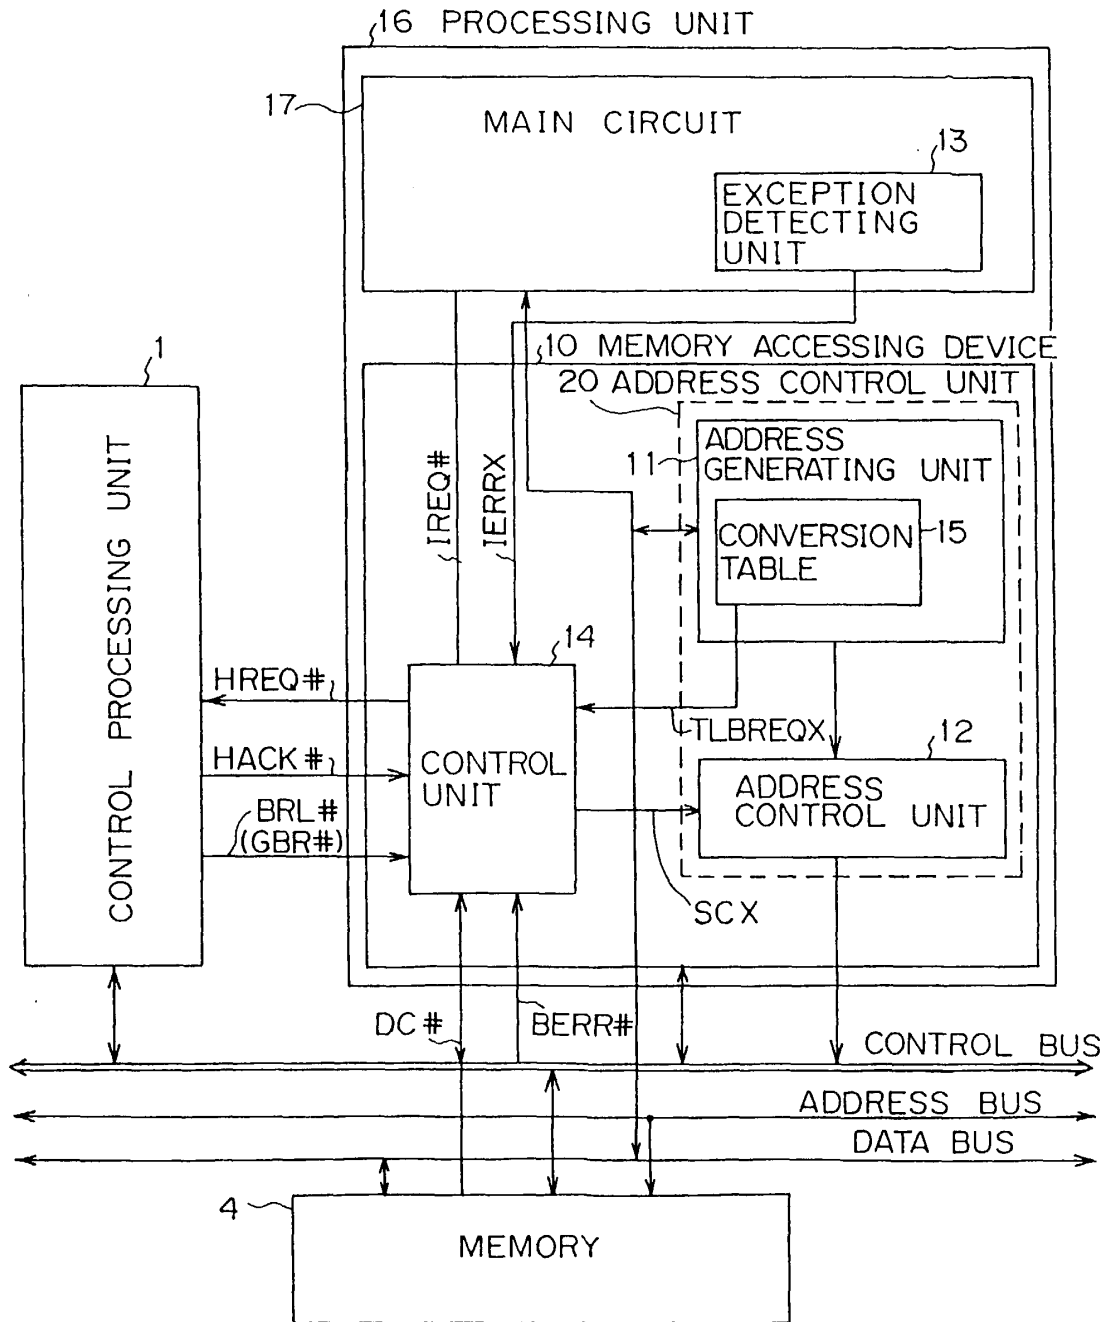 16 PROCESSING UNIT
17
MAIN CIRCUIT
13
EXCEPTION
DETECTING
UNIT
1
10 MEMORY ACCESSING DEVICE
20 ADDRESS CONTROL UNIT
CONTROL PROCESSING UNIT
IREQ#
IERRX
11
ADDRESS
GENERATING UNIT
CONVERSION
TABLE
15
14
HREQ#
TLBREQX
12
HACK#
CONTROL
UNIT
ADDRESS
CONTROL UNIT
BRL#
(GBR#)
SCX
DC#
BERR#
CONTROL BUS
ADDRESS BUS
DATA BUS
4
MEMORY